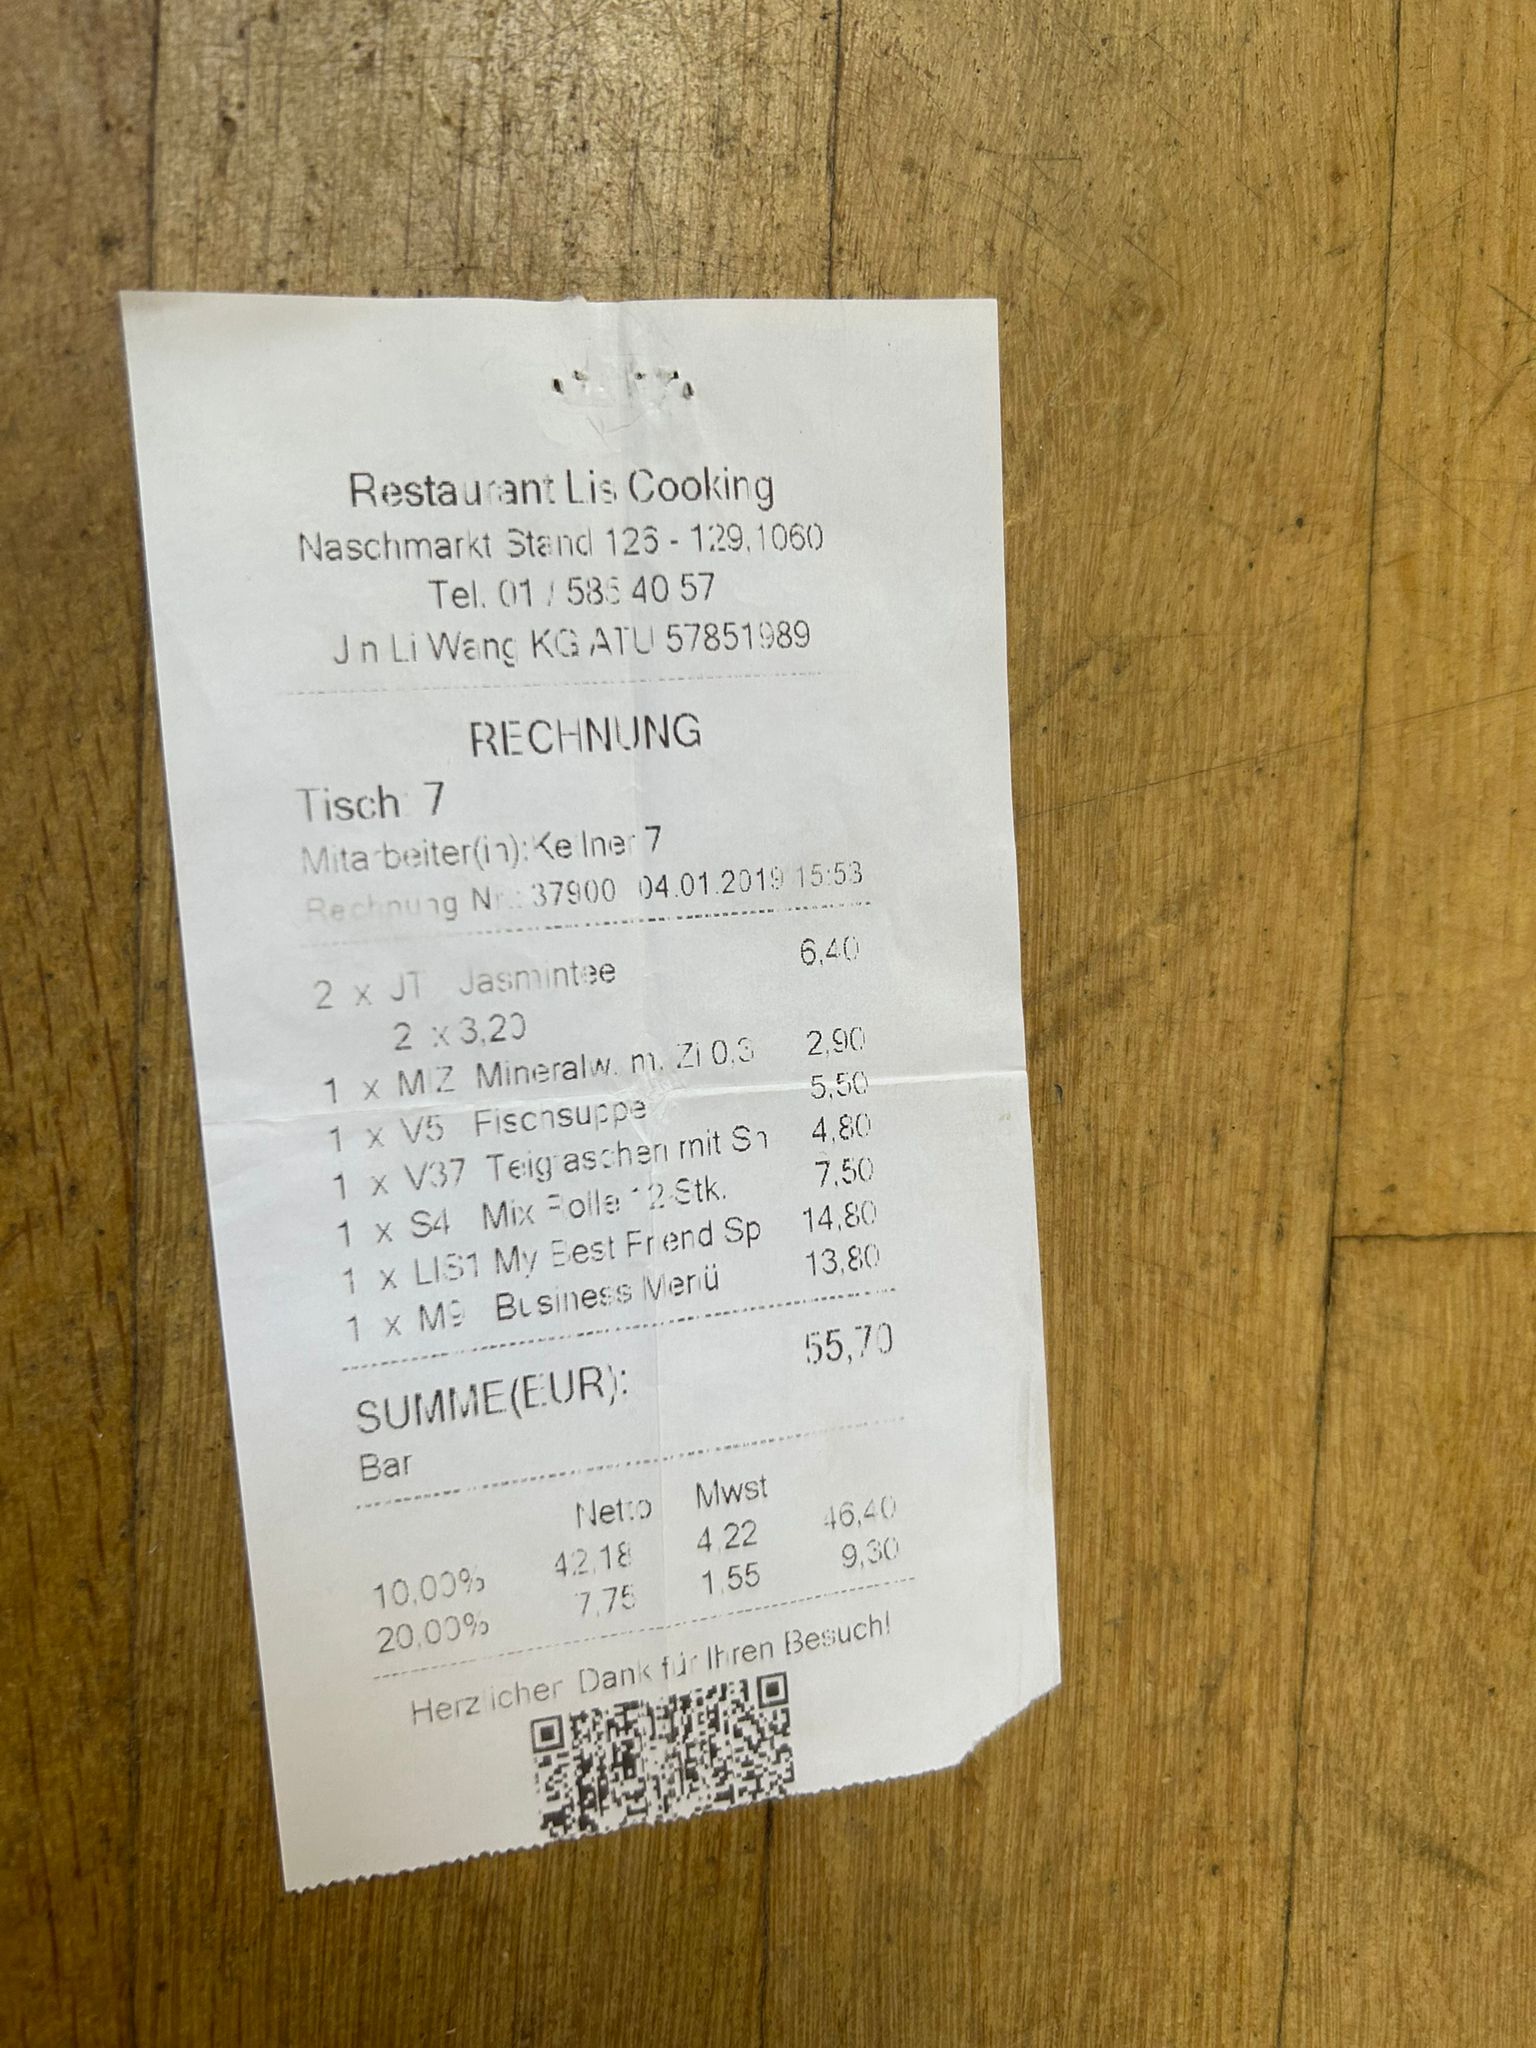 Restaurant Lis Cooking
Naschmarkt Stand 126 - 129,1060
Tel. 01 / 586 40 57
Jin Li Wang KG ATU 57851989
RECHNUNG
Tisch: 7
Mitarbeiter(in):Kellner 7
Rechnung Nr.: 37900 04.01.2019 15:53
2 x JT Jasmintee 6,40
2 x 3,20
1 x MIZ Mineralw. m. Zi 0,3 2,90
1 x V5 Fischsuppe 5,50
1 x V37 Teigtaschen mit Sh 4,80
1 x S4 Mix Rolle 12 Stk. 7,50
1 x LIS1 My Best Friend Sp 14,80
1 x M9 Business Menü 13,80
SUMME(EUR): 55,70
Bar
Netto Mwst
10,00% 42,18 4,22 46,40
20,00% 7,75 1,55 9,30
Herzlichen Dank für Ihren Besuch!